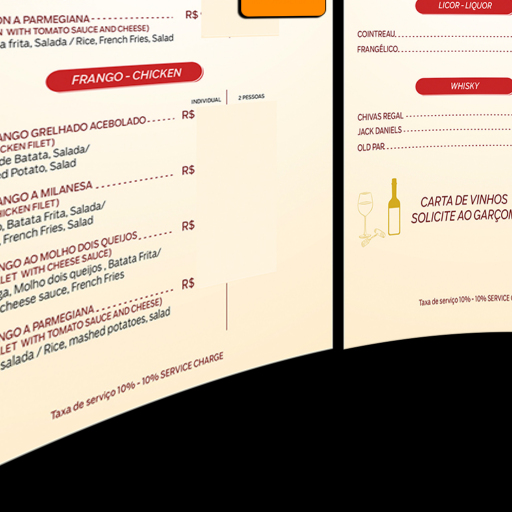 ON A PARMEGIANA R$
WITH TOMATO SAUCE AND CHEESE)
a frita, Salada / Rice, French Fries, Salad
FRANGO - CHICKEN
INDIVIDUAL 2 PESSOAS
ANGO GRELHADO ACEBOLADO R$
CKEN FILET)
de Batata, Salada/
ed Potato, Salad
ANGO A MILANESA R$
HICKEN FILET)
o, Batata Frita, Salada/
, French Fries, Salad
NGO AO MOLHO DOIS QUEIJOS R$
LET WITH CHEESE SAUCE)
ga, Molho dois queijos , Batata Frita/
cheese sauce, French Fries
NGO A PARMEGIANA R$
LET WITH TOMATO SAUCE AND CHEESE)
salada / Rice, mashed potatoes, salad
Taxa de serviço 10% - 10% SERVICE CHARGE
LICOR - LIQUOR
COINTREAU
FRANGÉLICO
WHISKY
CHIVAS REGAL
JACK DANIELS
OLD PAR
CARTA DE VINHOS
SOLICITE AO GARÇOM
Taxa de serviço 10% - 10% SERVICE C